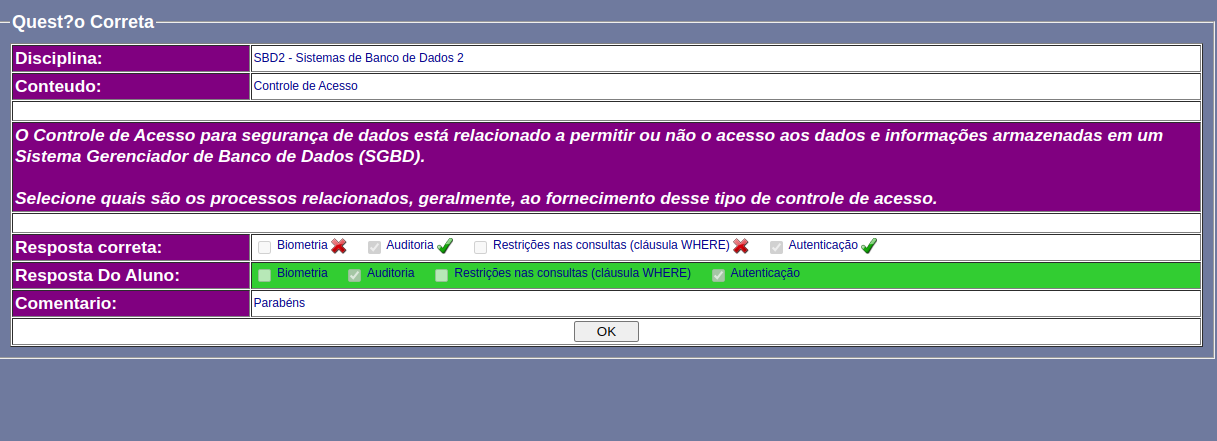 Quest?o Correta
Disciplina: SBD2 - Sistemas de Banco de Dados 2
Conteudo: Controle de Acesso
O Controle de Acesso para segurança de dados está relacionado a permitir ou não o acesso aos dados e informações armazenadas em um
Sistema Gerenciador de Banco de Dados (SGBD).
Selecione quais são os processos relacionados, geralmente, ao fornecimento desse tipo de controle de acesso.
Resposta correta: Biometria Auditoria Restrições nas consultas (cláusula WHERE) Autenticação
Resposta Do Aluno: Biometria Auditoria Restrições nas consultas (cláusula WHERE) Autenticação
Comentario: Parabéns
OK